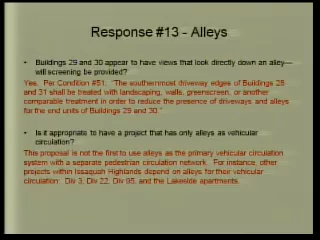 Response #13 - Alleys
• Buildings 29 and 30 appear to have views that look directly down an alley—
will screening be provided?
Yes. Per Condition #51: "The southernmost driveway edges of Buildings 28
and 31 shall be treated with landscaping, walls, greenscreen, or another
comparable treatment in order to reduce the presence of driveways and alleys
for the end units of Buildings 29 and 30."
• Is it appropriate to have a project that has only alleys as vehicular
circulation?
This proposal is not the first to use alleys as the primary vehicular circulation
system with a separate pedestrian circulation network. For instance, other
projects within Issaquah Highlands depend on alleys for their vehicular
circulation: Div 3, Div 22, Div 95, and the Lakeside apartments.